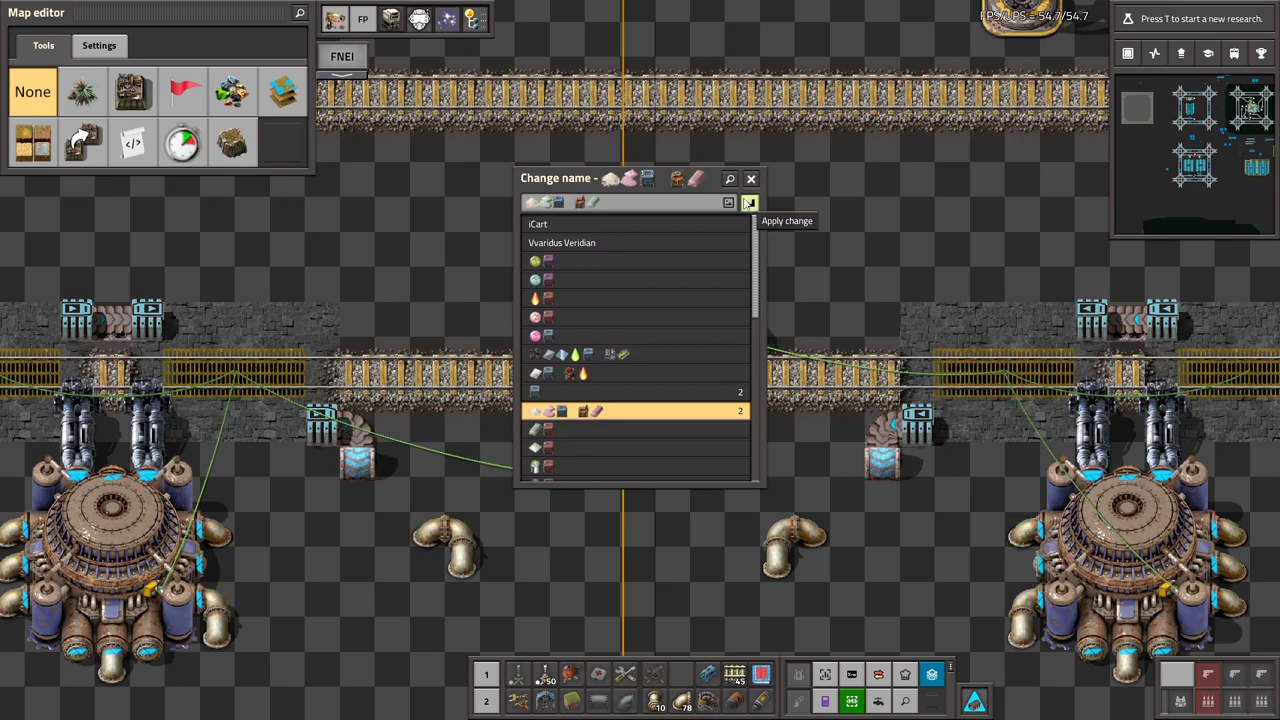 Map editor
Tools
Settings
None
</>
FP
FNEI
FPS/UPS = 54.7/54.7
Press T to start a new research.
Change name -
Apply change
iCart
Vvaridus Veridian
2
2
1
50
45
2
10
78